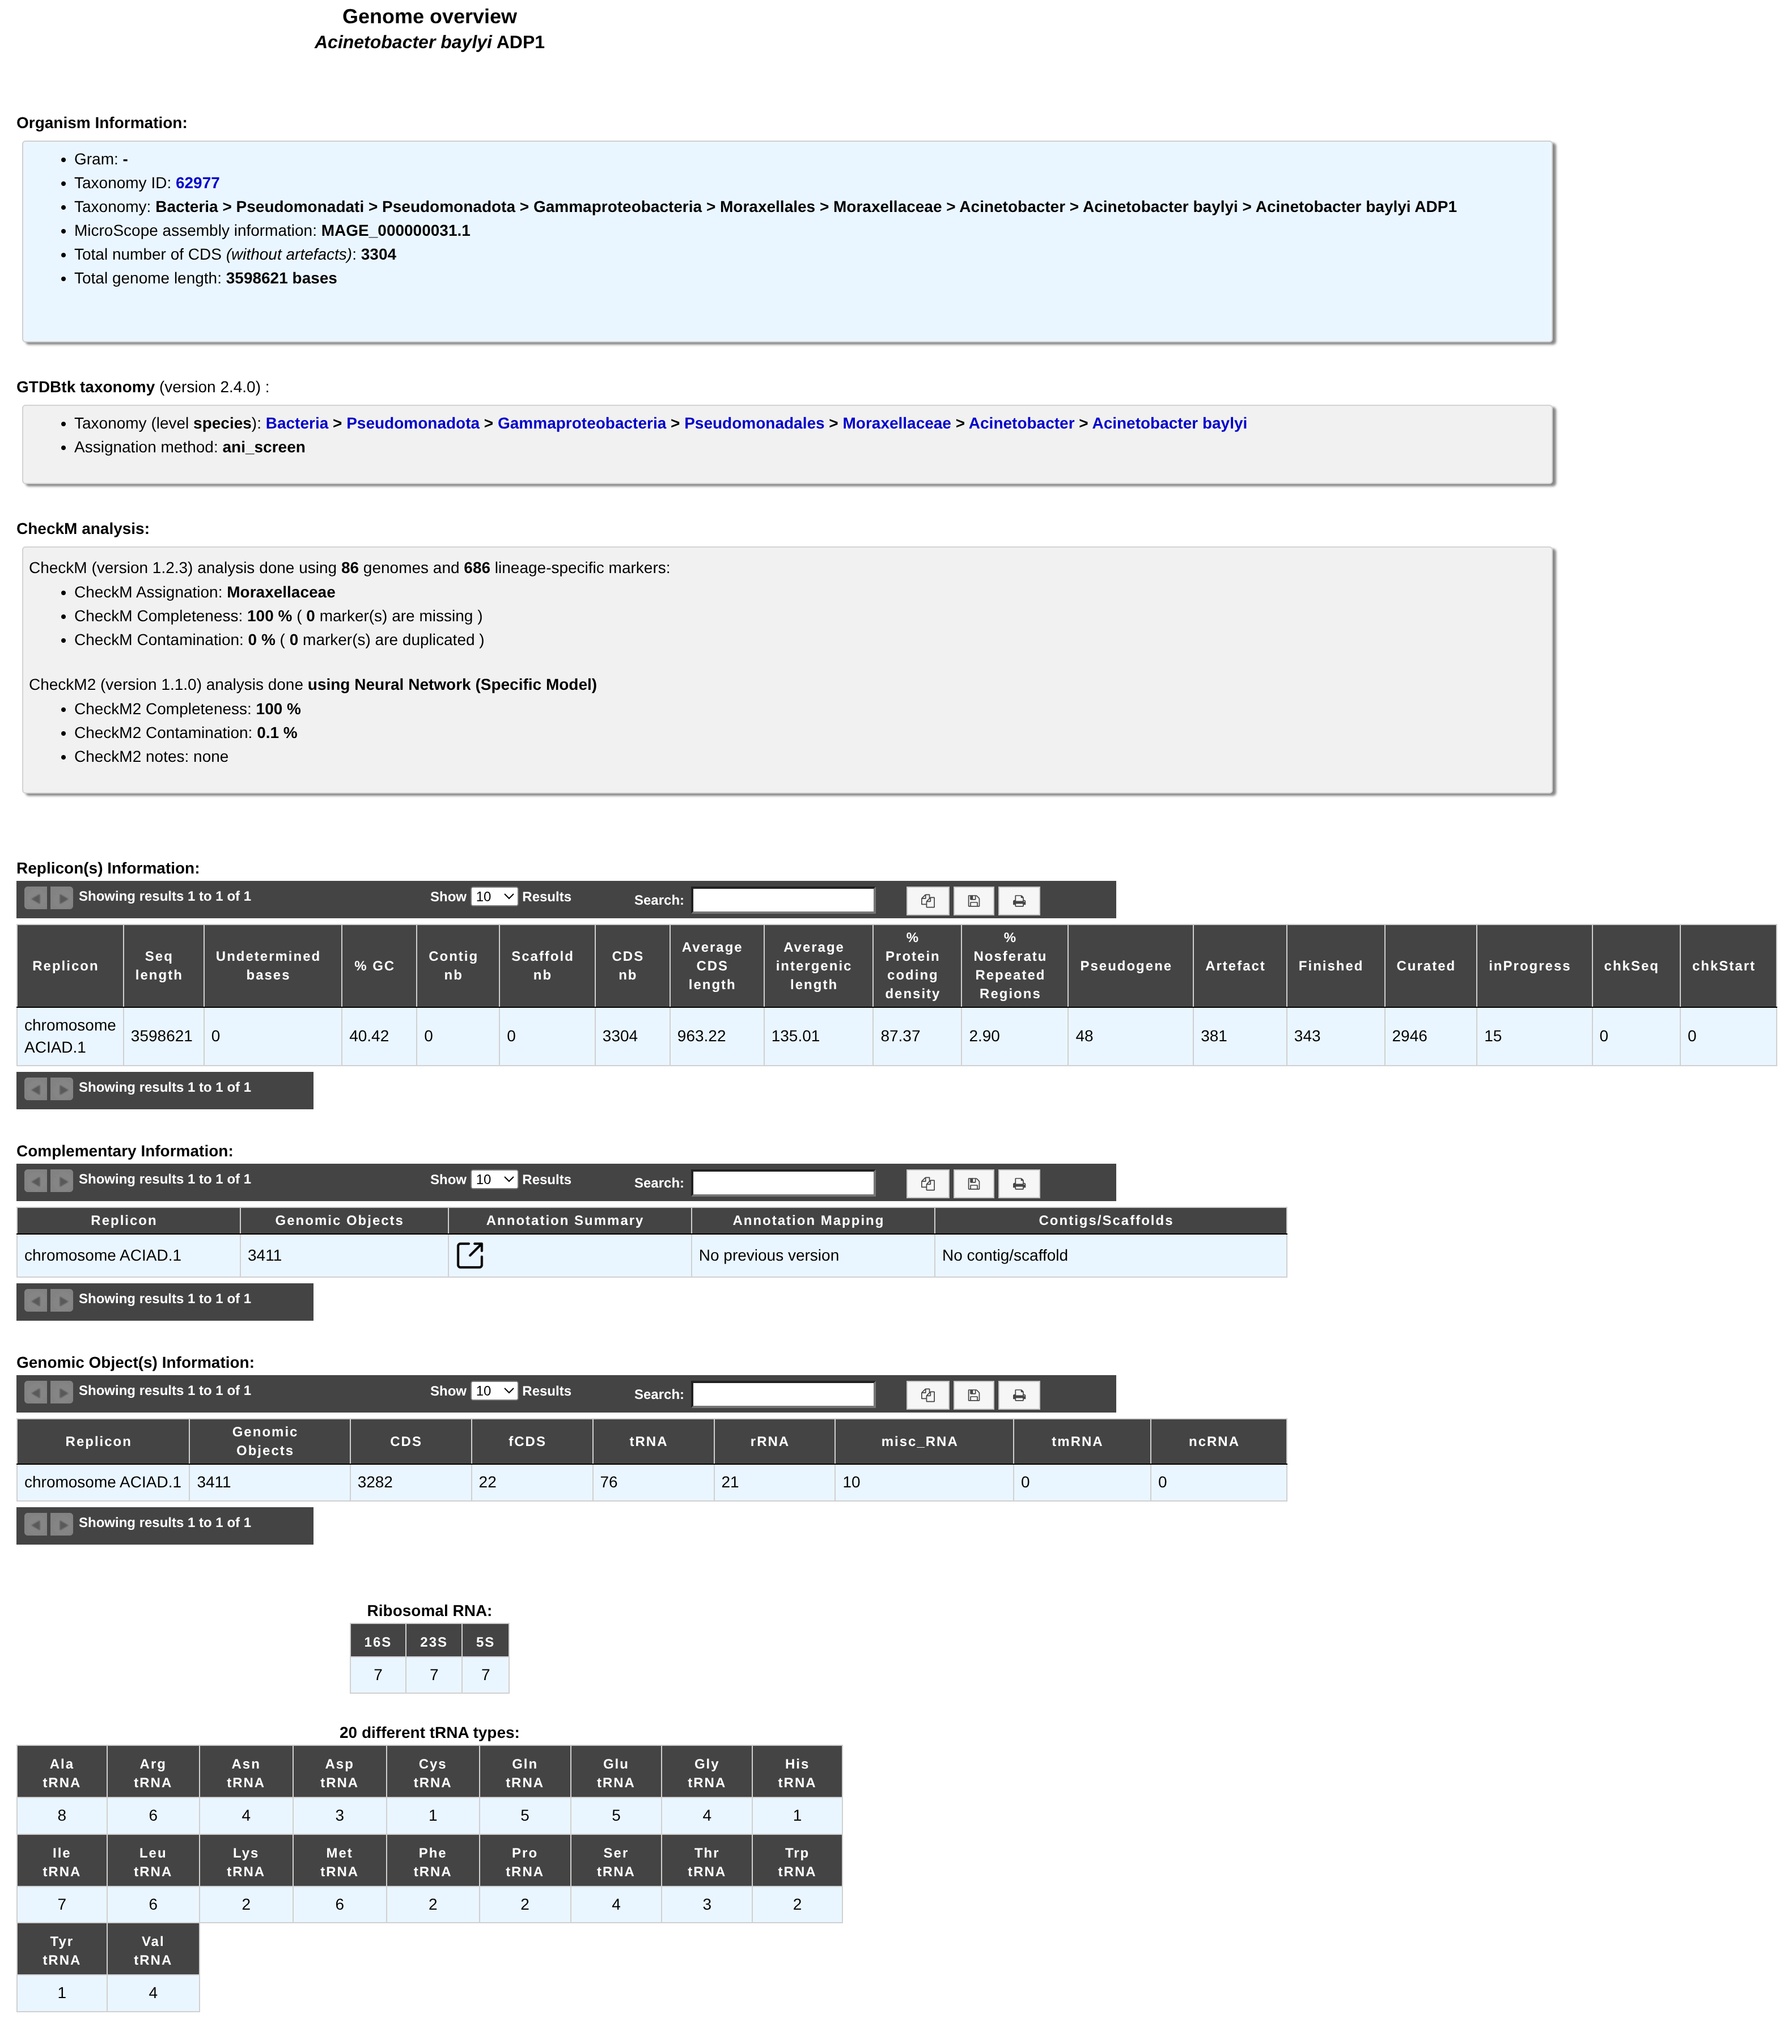 Genome overview
Acinetobacter baylyi ADP1
Organism Information:
• Gram: -
• Taxonomy ID: 62977
• Taxonomy: Bacteria > Pseudomonadati > Pseudomonadota > Gammaproteobacteria > Moraxellales > Moraxellaceae > Acinetobacter > Acinetobacter baylyi > Acinetobacter baylyi ADP1
• MicroScope assembly information: MAGE_000000031.1
• Total number of CDS (without artefacts): 3304
• Total genome length: 3598621 bases
GTDBtk taxonomy (version 2.4.0) :
• Taxonomy (level species): Bacteria > Pseudomonadota > Gammaproteobacteria > Pseudomonadales > Moraxellaceae > Acinetobacter > Acinetobacter baylyi
• Assignation method: ani_screen
CheckM analysis:
CheckM (version 1.2.3) analysis done using 86 genomes and 686 lineage-specific markers:
• CheckM Assignation: Moraxellaceae
• CheckM Completeness: 100 % ( 0 marker(s) are missing )
• CheckM Contamination: 0 % ( 0 marker(s) are duplicated )
CheckM2 (version 1.1.0) analysis done using Neural Network (Specific Model)
• CheckM2 Completeness: 100 %
• CheckM2 Contamination: 0.1 %
• CheckM2 notes: none
Replicon(s) Information:
Showing results 1 to 1 of 1 Show 10 Results Search:
Replicon Seq length Undetermined bases % GC Contig nb Scaffold nb CDS nb Average CDS length Average intergenic length % Protein coding density % Nosferatu Repeated Regions Pseudogene Artefact Finished Curated inProgress chkSeq chkStart
chromosome ACIAD.1 3598621 0 40.42 0 0 3304 963.22 135.01 87.37 2.90 48 381 343 2946 15 0 0
Showing results 1 to 1 of 1
Complementary Information:
Showing results 1 to 1 of 1 Show 10 Results Search:
Replicon Genomic Objects Annotation Summary Annotation Mapping Contigs/Scaffolds
chromosome ACIAD.1 3411 No previous version No contig/scaffold
Showing results 1 to 1 of 1
Genomic Object(s) Information:
Showing results 1 to 1 of 1 Show 10 Results Search:
Replicon Genomic Objects CDS fCDS tRNA rRNA misc_RNA tmRNA ncRNA
chromosome ACIAD.1 3411 3282 22 76 21 10 0 0
Showing results 1 to 1 of 1
Ribosomal RNA:
16S 23S 5S
7 7 7
20 different tRNA types:
Ala tRNA Arg tRNA Asn tRNA Asp tRNA Cys tRNA Gln tRNA Glu tRNA Gly tRNA His tRNA
8 6 4 3 1 5 5 4 1
Ile tRNA Leu tRNA Lys tRNA Met tRNA Phe tRNA Pro tRNA Ser tRNA Thr tRNA Trp tRNA
7 6 2 6 2 2 4 3 2
Tyr tRNA Val tRNA
1 4